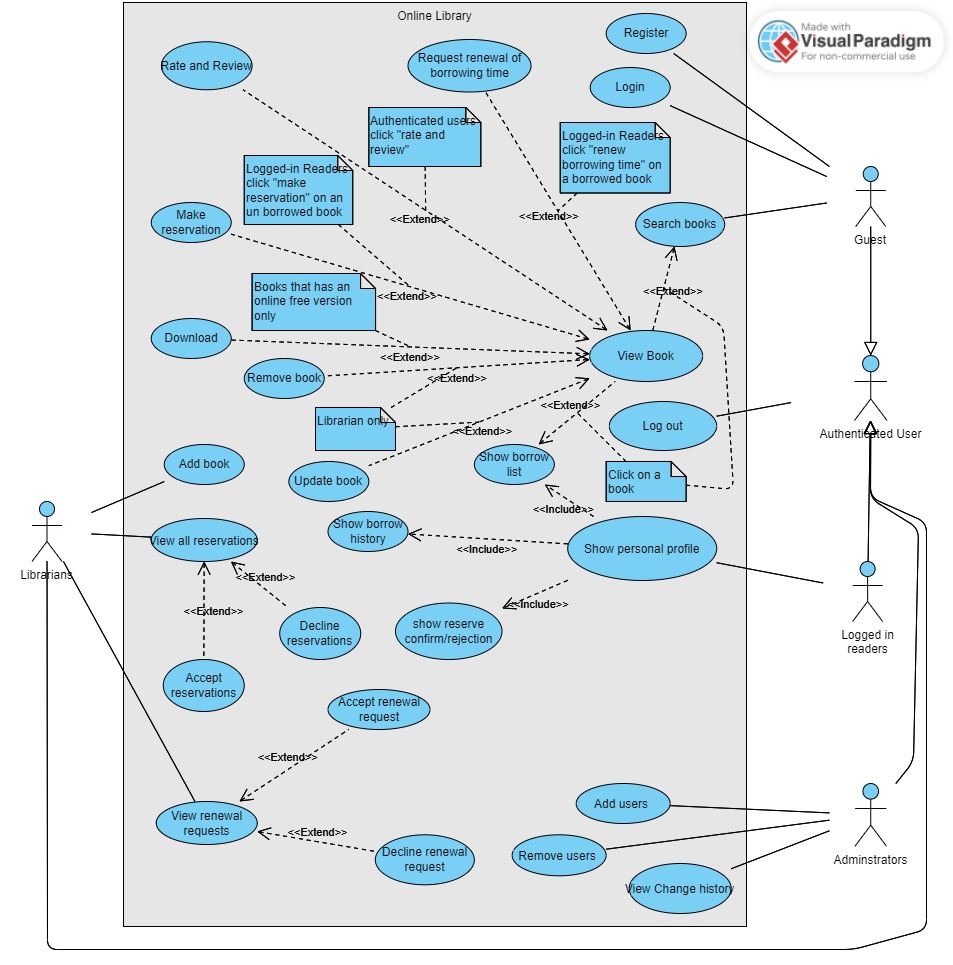 Online Library
Made with
VisualParadigm
For non-commercial use
Register
Rate and Review
Request renewal of
borrowing time
Login
Authenticated users
click "rate and
review"
Logged-in Readers
click "renew
borrowing time" on
a borrowed book
Logged-in Readers
click "make
reservation" on an
un borrowed book
Make
reservation
<<Extend>>
<<Extend>>
Search books
Guest
Books that has an
online free version
only
<<Extend>>
<<Extend>>
Download
<<Extend>>
View Book
Remove book
<<Extend>>
Librarian only
<<Extend>>
<<Extend>>
Log out
Authenticated User
Add book
Update book
Show borrow
list
Click on a
book
<<Include>>
Show borrow
history
View all reservations
<<Include>>
Show personal profile
Librarians
<<Extend>>
<<Extend>>
<<Include>>
Decline
reservations
show reserve
confirm/rejection
Logged in
readers
Accept
reservations
Accept renewal
request
<<Extend>>
Add users
View renewal
requests
<<Extend>>
Decline renewal
request
Remove users
Adminstrators
View Change history